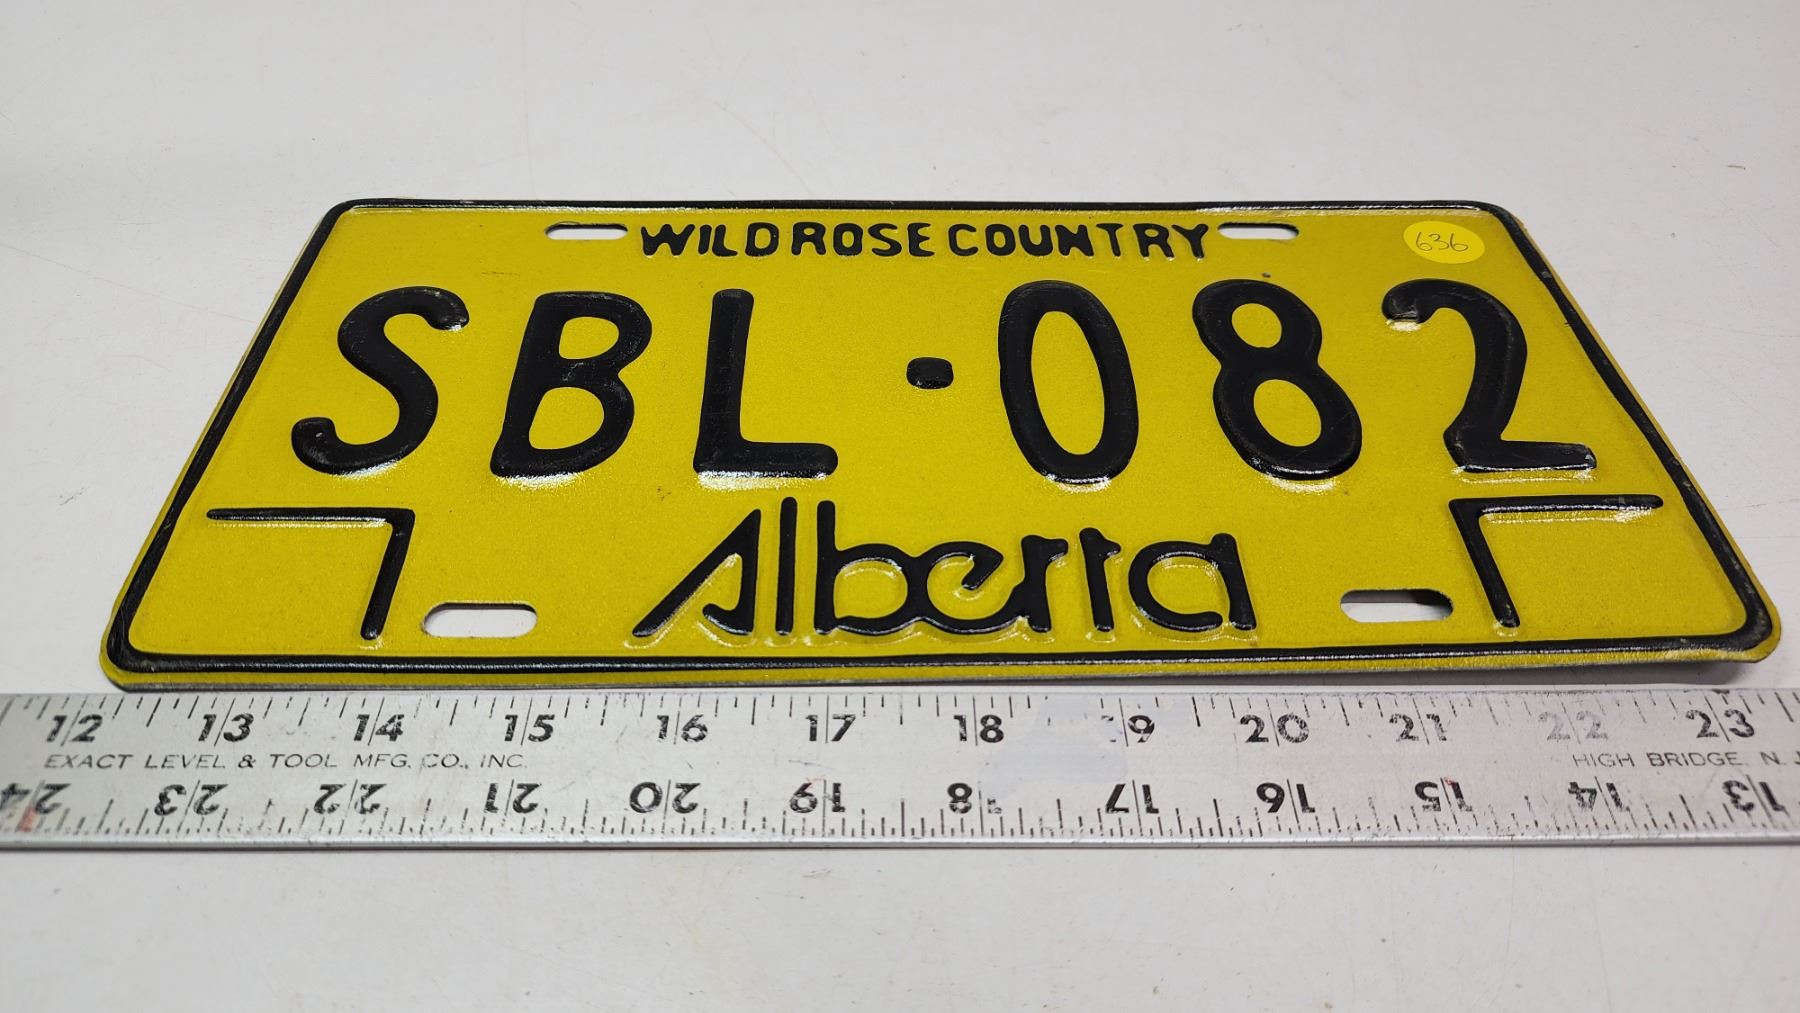 WILD ROSE COUNTRY
636
SBL·082
Alberta
12 13 14 15 16 17 18 19 20 21 22 23
EXACT LEVEL & TOOL MFG. CO., INC. HIGH BRIDGE, N. J
24 23 22 21 20 19 18 17 16 15 14 13